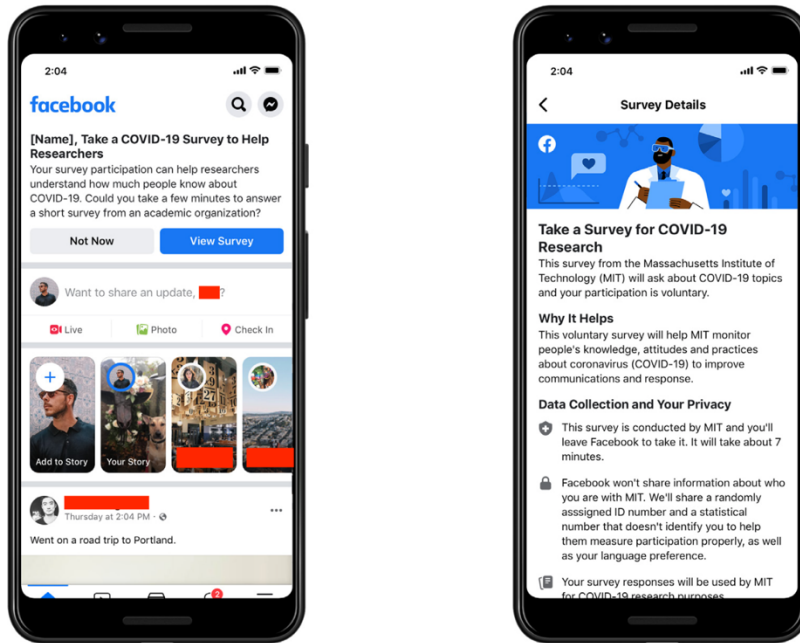 2:04
facebook
[Name], Take a COVID-19 Survey to Help
Researchers
Your survey participation can help researchers
understand how much people know about
COVID-19. Could you take a few minutes to answer
a short survey from an academic organization?
Not Now
View Survey
Want to share an update, ?
Live
Photo
Check In
Add to Story
Your Story
Thursday at 2:04 PM ·
Went on a road trip to Portland.
2
2:04
Survey Details
Take a Survey for COVID-19
Research
This survey from the Massachusetts Institute of
Technology (MIT) will ask about COVID-19 topics
and your participation is voluntary.
Why It Helps
This voluntary survey will help MIT monitor
people's knowledge, attitudes and practices
about coronavirus (COVID-19) to improve
communications and response.
Data Collection and Your Privacy
This survey is conducted by MIT and you'll
leave Facebook to take it. It will take about 7
minutes.
Facebook won't share information about who
you are with MIT. We'll share a randomly
asssigned ID number and a statistical
number that doesn't identify you to help
them measure participation properly, as well
as your language preference.
Your survey responses will be used by MIT
for COVID-19 research purposes